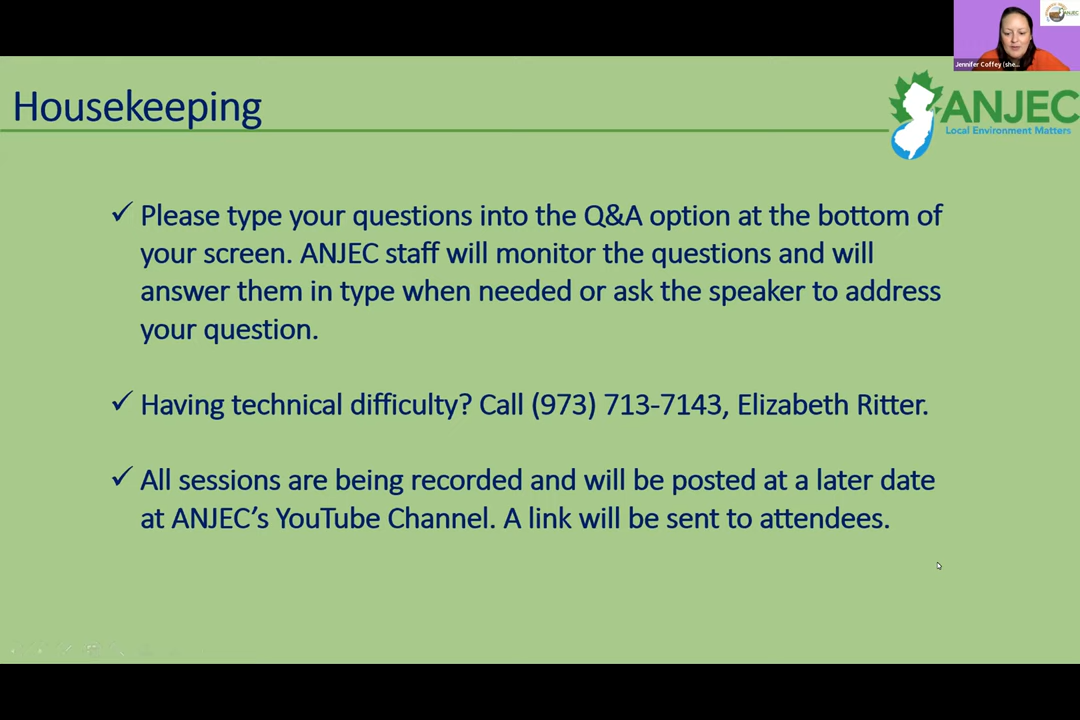 Jennifer Coffey (she...
ANJEC
Housekeeping
ANJEC
Local Environment Matters
✓ Please type your questions into the Q&A option at the bottom of
your screen. ANJEC staff will monitor the questions and will
answer them in type when needed or ask the speaker to address
your question.
✓ Having technical difficulty? Call (973) 713-7143, Elizabeth Ritter.
✓ All sessions are being recorded and will be posted at a later date
at ANJEC’s YouTube Channel. A link will be sent to attendees.